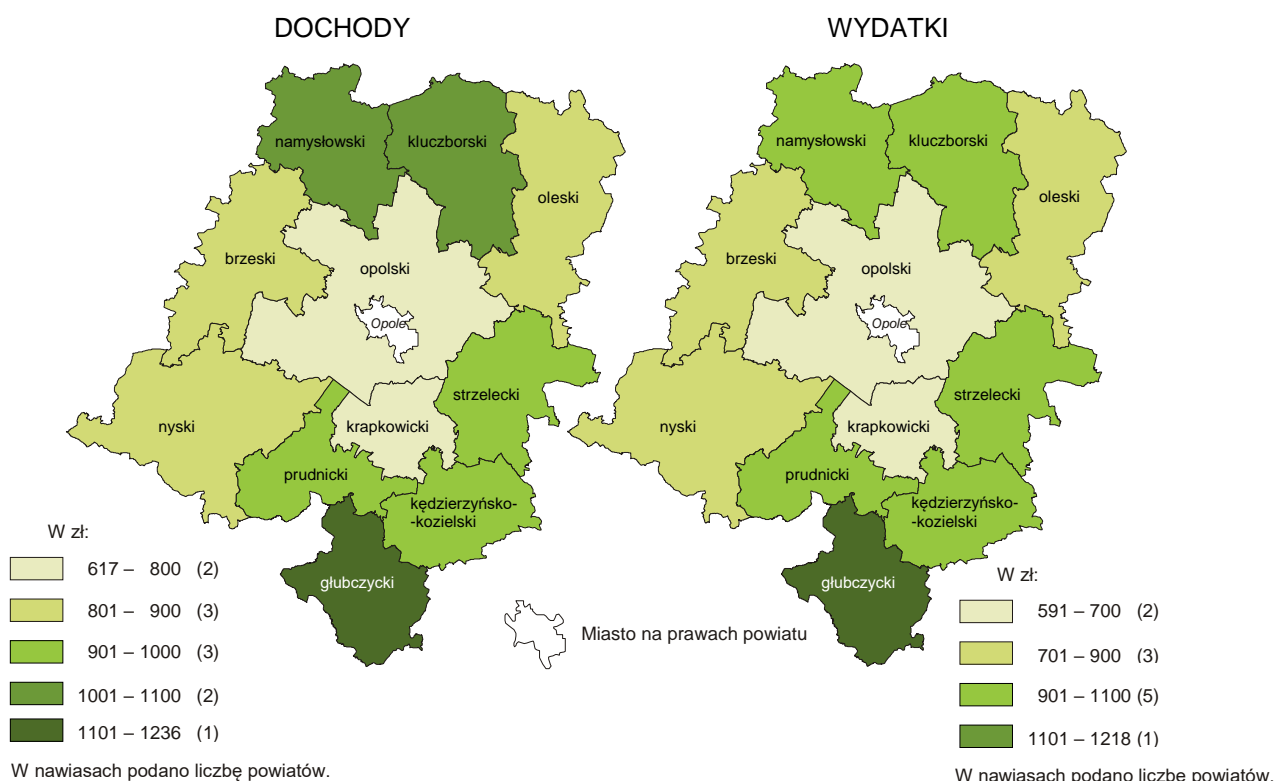 DOCHODY
namysłowski
kluczborski
oleski
brzeski
opolski
Opole
strzelecki
nyski
krapkowicki
prudnicki
kędzierzyńsko-
-kozielski
głubczycki
W zł:
617 – 800 (2)
801 – 900 (3)
901 – 1000 (3)
1001 – 1100 (2)
1101 – 1236 (1)
W nawiasach podano liczbę powiatów.
Miasto na prawach powiatu
WYDATKI
namysłowski
kluczborski
oleski
brzeski
opolski
Opole
strzelecki
nyski
krapkowicki
prudnicki
kędzierzyńsko-
-kozielski
głubczycki
W zł:
591 – 700 (2)
701 – 900 (3)
901 – 1100 (5)
1101 – 1218 (1)
W nawiasach podano liczbę powiatów.